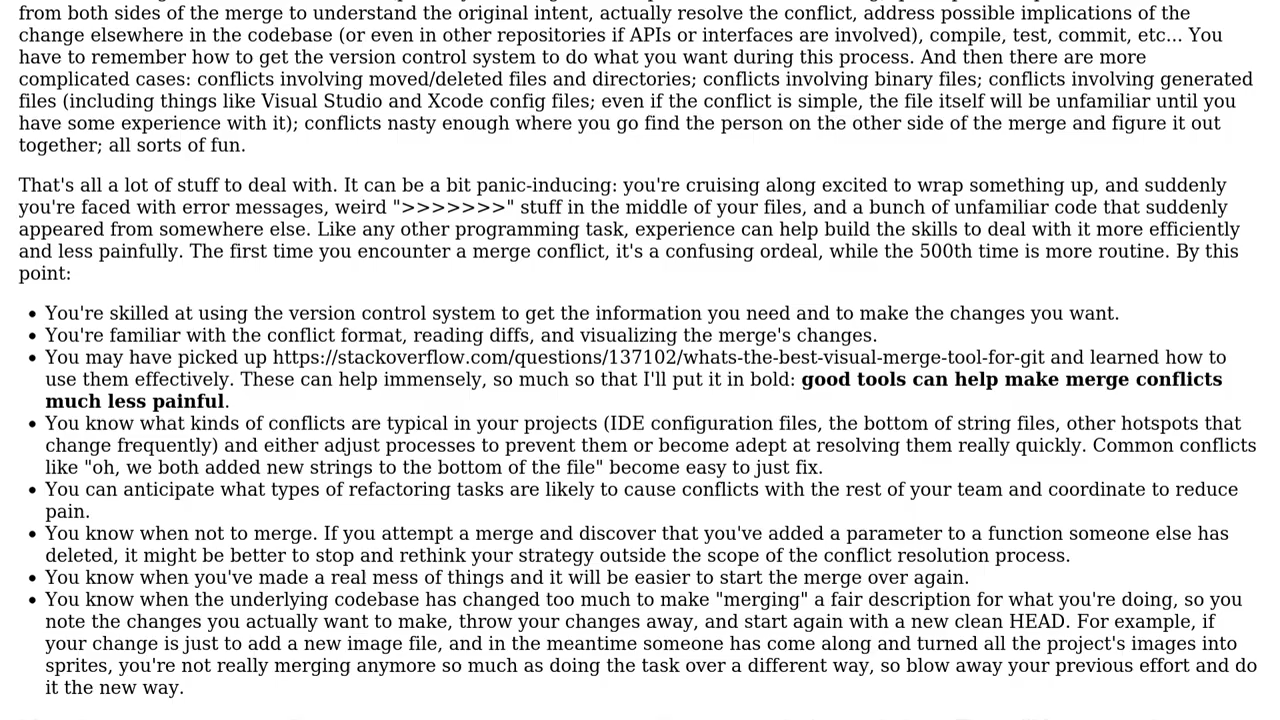 from both sides of the merge to understand the original intent, actually resolve the conflict, address possible implications of the
change elsewhere in the codebase (or even in other repositories if APIs or interfaces are involved), compile, test, commit, etc... You
have to remember how to get the version control system to do what you want during this process. And then there are more
complicated cases: conflicts involving moved/deleted files and directories; conflicts involving binary files; conflicts involving generated
files (including things like Visual Studio and Xcode config files; even if the conflict is simple, the file itself will be unfamiliar until you
have some experience with it); conflicts nasty enough where you go find the person on the other side of the merge and figure it out
together; all sorts of fun.
That's all a lot of stuff to deal with. It can be a bit panic-inducing: you're cruising along excited to wrap something up, and suddenly
you're faced with error messages, weird ">>>>>>>" stuff in the middle of your files, and a bunch of unfamiliar code that suddenly
appeared from somewhere else. Like any other programming task, experience can help build the skills to deal with it more efficiently
and less painfully. The first time you encounter a merge conflict, it's a confusing ordeal, while the 500th time is more routine. By this
point:
• You're skilled at using the version control system to get the information you need and to make the changes you want.
• You're familiar with the conflict format, reading diffs, and visualizing the merge's changes.
• You may have picked up https://stackoverflow.com/questions/137102/whats-the-best-visual-merge-tool-for-git and learned how to
use them effectively. These can help immensely, so much so that I'll put it in bold: good tools can help make merge conflicts
much less painful.
• You know what kinds of conflicts are typical in your projects (IDE configuration files, the bottom of string files, other hotspots that
change frequently) and either adjust processes to prevent them or become adept at resolving them really quickly. Common conflicts
like "oh, we both added new strings to the bottom of the file" become easy to just fix.
• You can anticipate what types of refactoring tasks are likely to cause conflicts with the rest of your team and coordinate to reduce
pain.
• You know when not to merge. If you attempt a merge and discover that you've added a parameter to a function someone else has
deleted, it might be better to stop and rethink your strategy outside the scope of the conflict resolution process.
• You know when you've made a real mess of things and it will be easier to start the merge over again.
• You know when the underlying codebase has changed too much to make "merging" a fair description for what you're doing, so you
note the changes you actually want to make, throw your changes away, and start again with a new clean HEAD. For example, if
your change is just to add a new image file, and in the meantime someone has come along and turned all the project's images into
sprites, you're not really merging anymore so much as doing the task over a different way, so blow away your previous effort and do
it the new way.